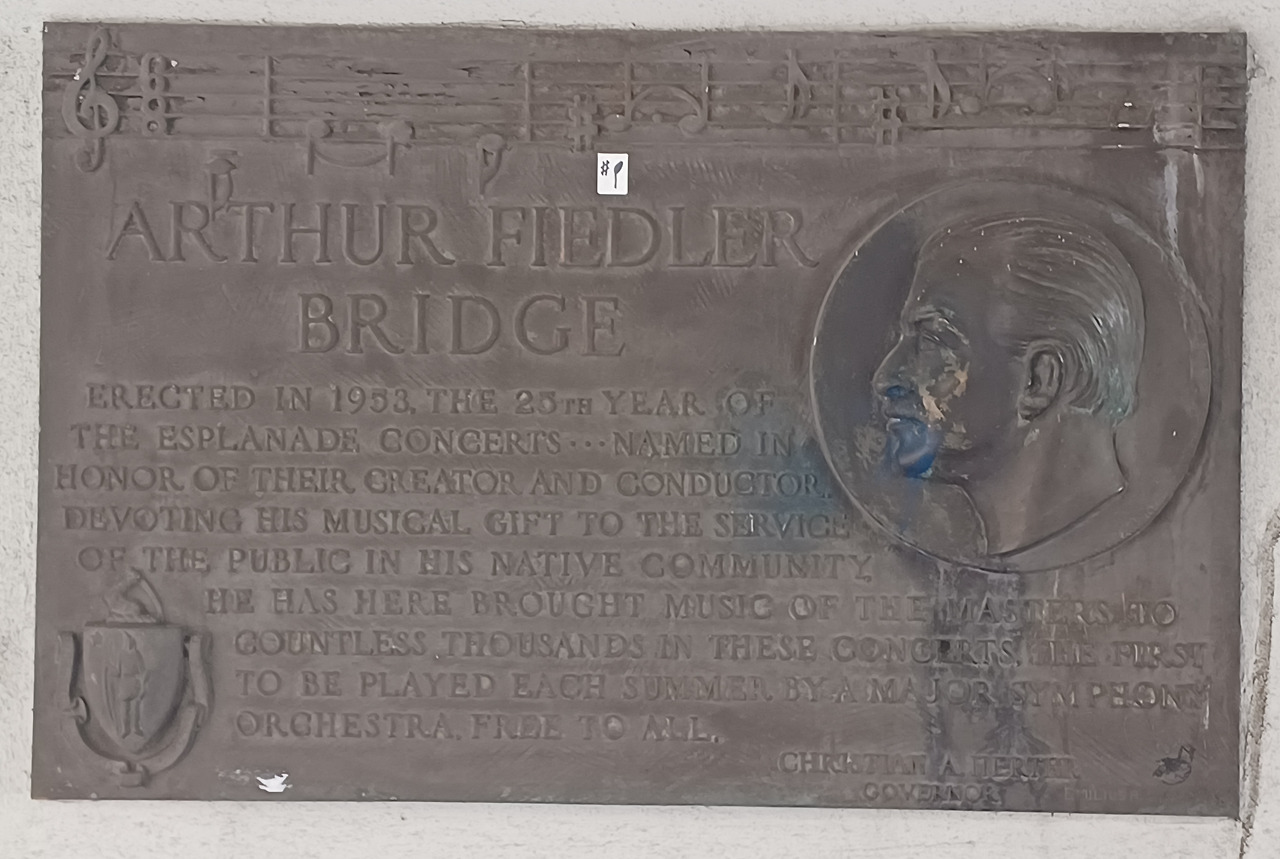 ARTHUR FIEDLER
BRIDGE
ERECTED IN 1953, THE 25TH YEAR OF
THE ESPLANADE CONCERTS···NAMED IN
HONOR OF THEIR CREATOR AND CONDUCTOR.
DEVOTING HIS MUSICAL GIFT TO THE SERVICE
OF THE PUBLIC IN HIS NATIVE COMMUNITY,
HE HAS HERE BROUGHT MUSIC OF THE MASTERS TO
COUNTLESS THOUSANDS IN THESE CONCERTS, THE FIRST
TO BE PLAYED EACH SUMMER BY A MAJOR SYMPHONY
ORCHESTRA, FREE TO ALL.
CHRISTIAN A. HERTER
GOVERNOR